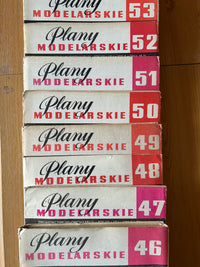 Plany
MODELARSKIE 53
Plany
MODELARSKIE 52
Plany
MODELARSKIE 51
Plany
MODELARSKIE 50
Plany
MODELARSKIE 49
Plany
MODELARSKIE 48
Plany
MODELARSKIE 47
Plany
MODELARSKIE 46